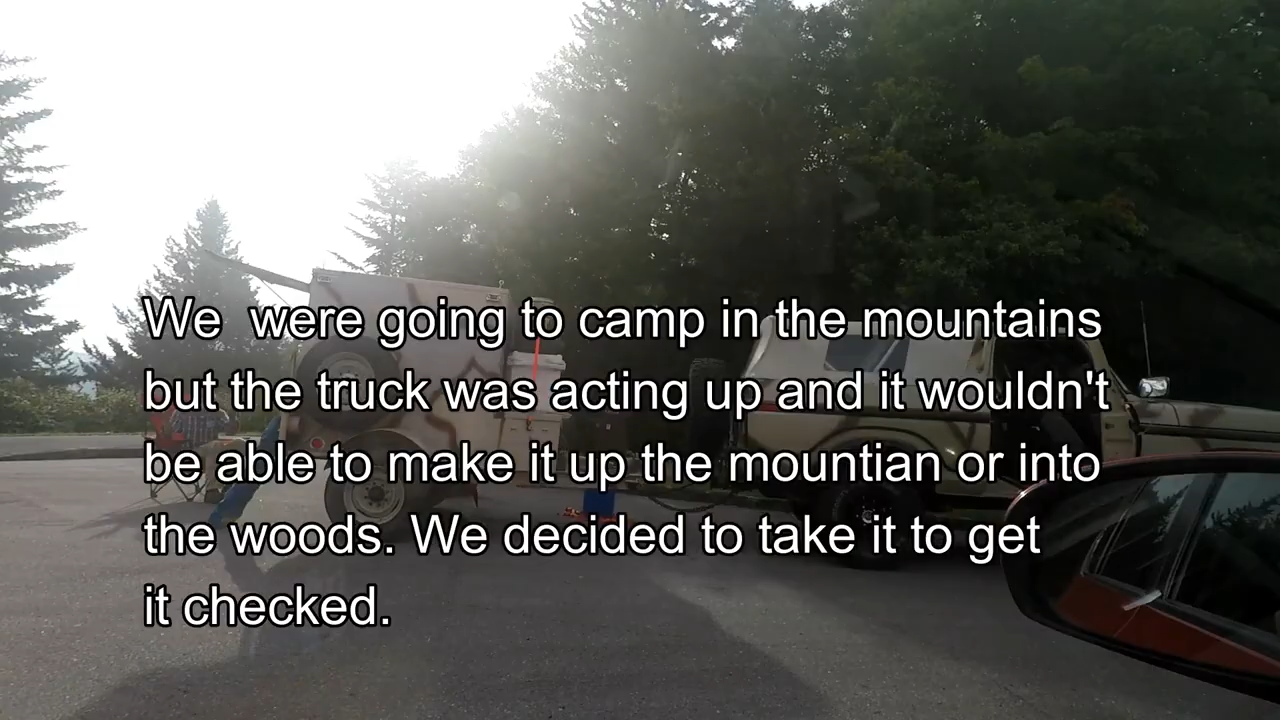 We  were going to camp in the mountains
but the truck was acting up and it wouldn't
be able to make it up the mountian or into
the woods. We decided to take it to get
it checked.